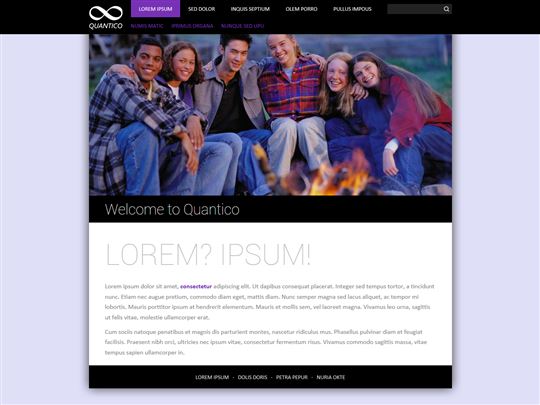 LOREM IPSUM SED DOLOR INQUIS SEPTIUM OLEM PORRO PULLUS IMPOUS
QUANTICO
NUMIS MATIC IPRIMUS ORGANA NUNQUE SED UPU
Welcome to Quantico
LOREM? IPSUM!
Lorem ipsum dolor sit amet, consectetur adipiscing elit. Ut dapibus consequat placerat. Integer sed tempus tortor, a tincidunt
nunc. Etiam nec augue pretium, commodo diam eget, mattis diam. Nunc semper magna sed lacus aliquet, ac tempor mi
lobortis. Mauris porttitor ipsum at hendrerit elementum. Mauris et mollis sem, vel laoreet magna. Vivamus leo urna, sagittis
ut felis vitae, molestie ullamcorper erat.
Cum sociis natoque penatibus et magnis dis parturient montes, nascetur ridiculus mus. Phasellus pulvinar diam et feugiat
facilisis. Praesent nibh orci, ultricies nec ipsum vitae, consectetur fermentum risus. Vivamus commodo sagittis massa, vitae
tempus sapien ullamcorper in.
LOREM IPSUM - DOLIS DORIS - PETRA PEPUR - NURIA OKTE